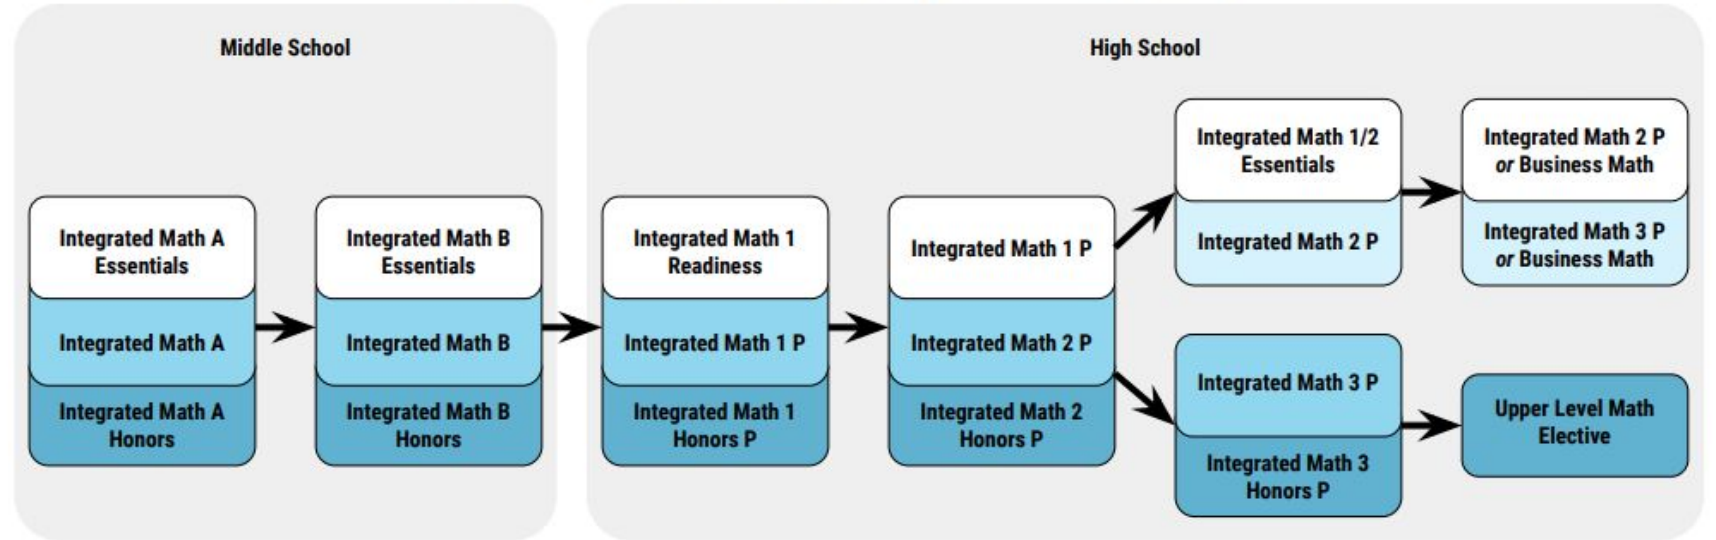 Middle School
High School
Integrated Math A
Essentials
Integrated Math A
Integrated Math A
Honors
Integrated Math B
Essentials
Integrated Math B
Integrated Math B
Honors
Integrated Math 1
Readiness
Integrated Math 1 P
Integrated Math 1
Honors P
Integrated Math 1 P
Integrated Math 2 P
Integrated Math 2
Honors P
Integrated Math 1/2
Essentials
Integrated Math 2 P
Integrated Math 3 P
Integrated Math 3
Honors P
Integrated Math 2 P
or Business Math
Integrated Math 3 P
or Business Math
Upper Level Math
Elective